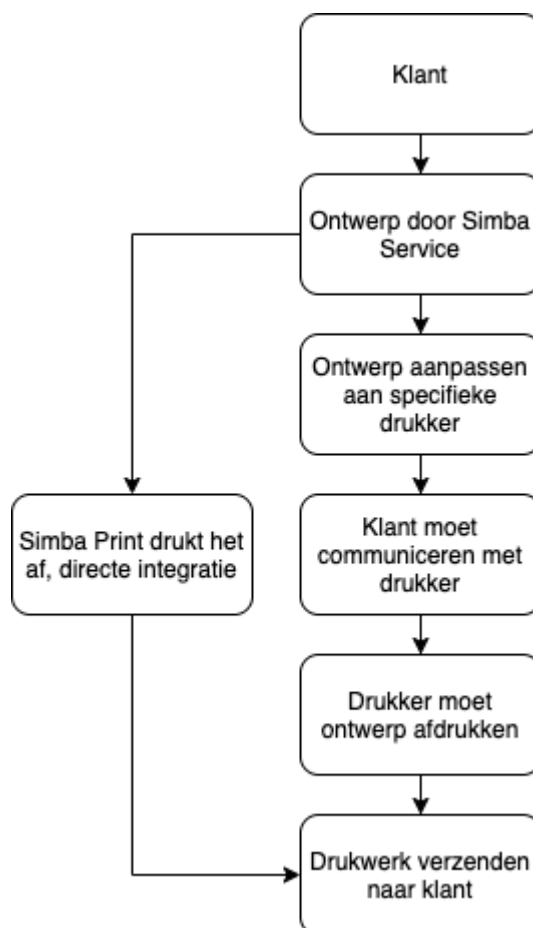 Klant
Ontwerp door Simba
Service
Ontwerp aanpassen
aan specifieke
drukker
Simba Print drukt het
af, directe integratie
Klant moet
communiceren met
drukker
Drukker moet
ontwerp afdrukken
Drukwerk verzenden
naar klant